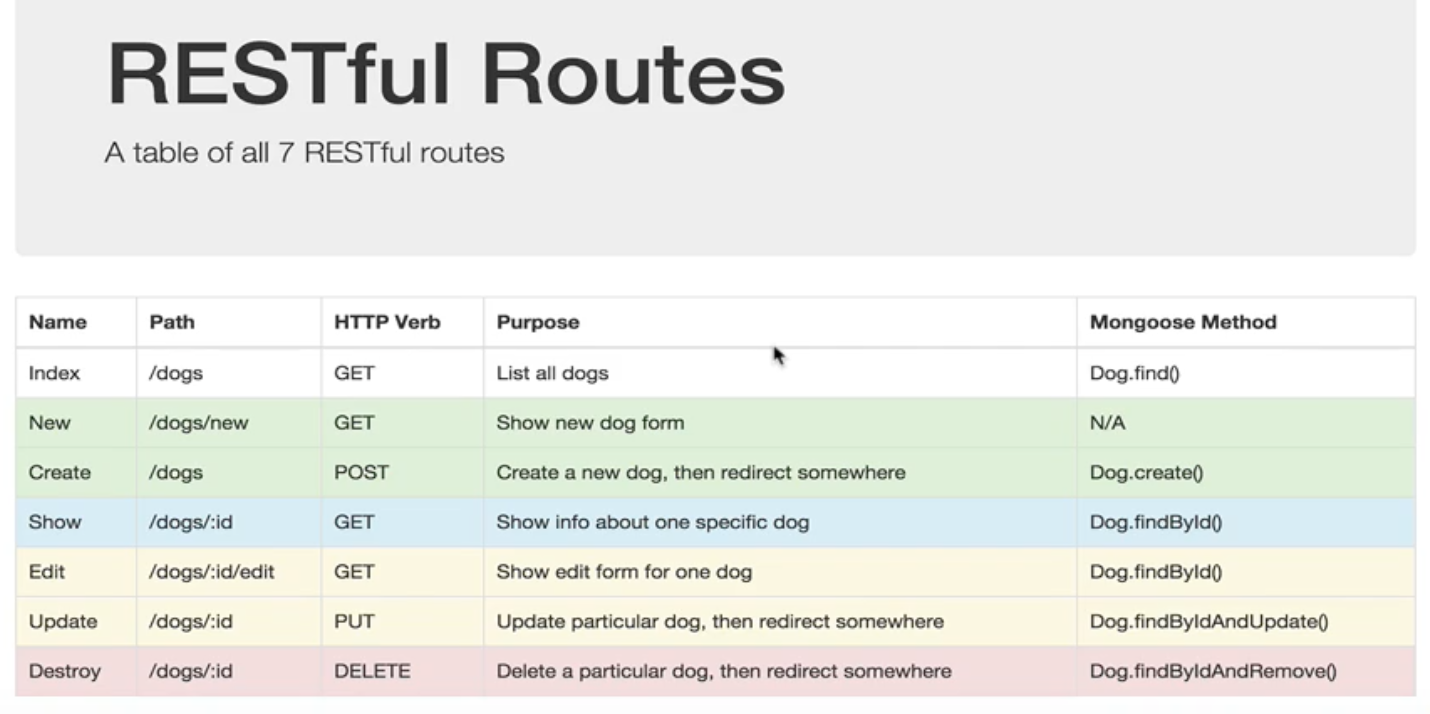 RESTful Routes
A table of all 7 RESTful routes
Name Path HTTP Verb Purpose Mongoose Method
Index /dogs GET List all dogs Dog.find()
New /dogs/new GET Show new dog form N/A
Create /dogs POST Create a new dog, then redirect somewhere Dog.create()
Show /dogs/:id GET Show info about one specific dog Dog.findById()
Edit /dogs/:id/edit GET Show edit form for one dog Dog.findById()
Update /dogs/:id PUT Update particular dog, then redirect somewhere Dog.findByIdAndUpdate()
Destroy /dogs/:id DELETE Delete a particular dog, then redirect somewhere Dog.findByIdAndRemove()